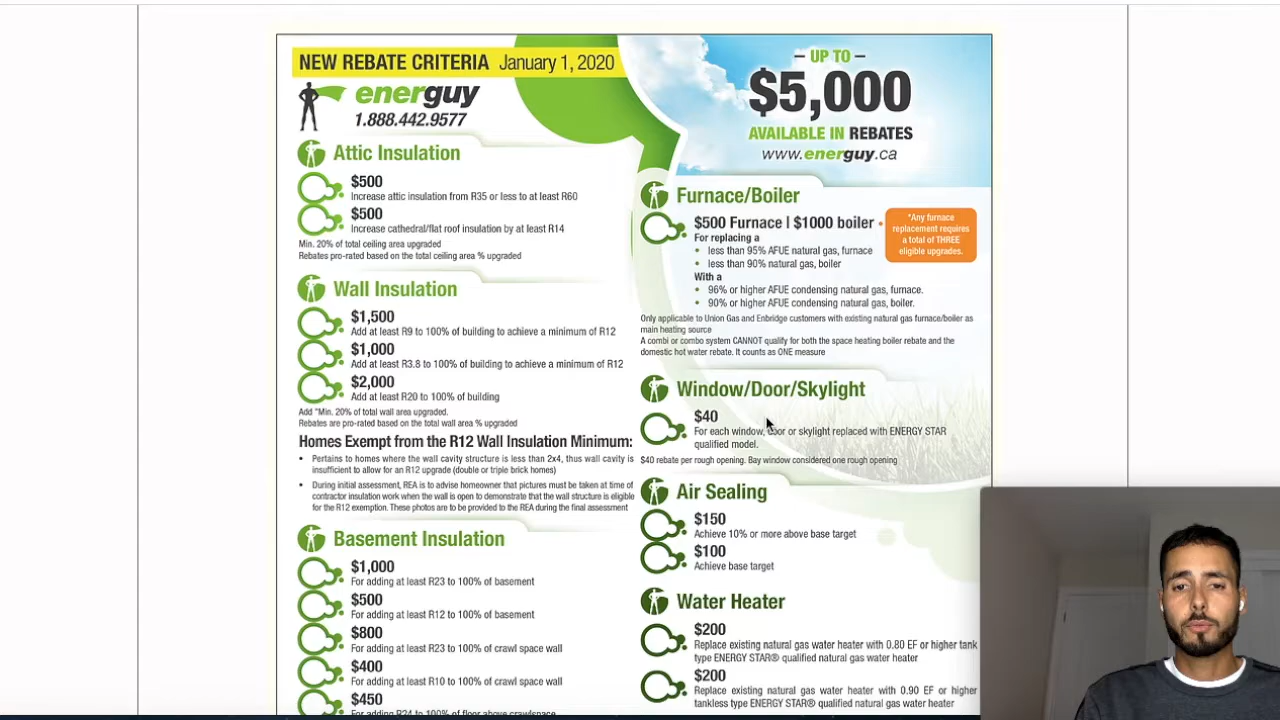 NEW REBATE CRITERIA January 1, 2020
energuy
1.888.442.9577
Attic Insulation
$500
Increase attic insulation from R35 or less to at least R60
$500
Increase cathedral/flat roof insulation by at least R14
Min. 20% of total ceiling area upgraded
Rebates pro-rated based on the total ceiling area % upgraded
Wall Insulation
$1,500
Add at least R9 to 100% of building to achieve a minimum of R12
$1,000
Add at least R3.8 to 100% of building to achieve a minimum of R12
$2,000
Add at least R20 to 100% of building
Add *Min. 20% of total wall area upgraded.
Rebates are pro-rated based on the total wall area % upgraded
Homes Exempt from the R12 Wall Insulation Minimum:
• Pertains to homes where the wall cavity structure is less than 2x4, thus wall cavity is
insufficient to allow for an R12 upgrade (double or triple brick homes)
• During initial assessment, REA is to advise homeowner that pictures must be taken at time of
contractor insulation work when the wall is open to demonstrate that the wall structure is eligible
for the R12 exemption. These photos are to be provided to the REA during the final assessment
Basement Insulation
$1,000
For adding at least R23 to 100% of basement
$500
For adding at least R12 to 100% of basement
$800
For adding at least R23 to 100% of crawl space wall
$400
For adding at least R10 to 100% of crawl space wall
$450
For adding R24 to 100% of floor above crawlspace
– UP TO –
$5,000
AVAILABLE IN REBATES
www.energuy.ca
Furnace/Boiler
$500 Furnace | $1000 boiler *
For replacing a
• less than 95% AFUE natural gas, furnace
• less than 90% natural gas, boiler
With a
• 96% or higher AFUE condensing natural gas, furnace.
• 90% or higher AFUE condensing natural gas, boiler.
*Any furnace
replacement requires
a total of THREE
eligible upgrades.
Only applicable to Union Gas and Enbridge customers with existing natural gas furnace/boiler as
main heating source
A combi or combo system CANNOT qualify for both the space heating boiler rebate and the
domestic hot water rebate. It counts as ONE measure
Window/Door/Skylight
$40
For each window, door or skylight replaced with ENERGY STAR
qualified model.
$40 rebate per rough opening. Bay window considered one rough opening
Air Sealing
$150
Achieve 10% or more above base target
$100
Achieve base target
Water Heater
$200
Replace existing natural gas water heater with 0.80 EF or higher tank
type ENERGY STAR® qualified natural gas water heater
$200
Replace existing natural gas water heater with 0.90 EF or higher
tankless type ENERGY STAR® qualified natural gas water heater